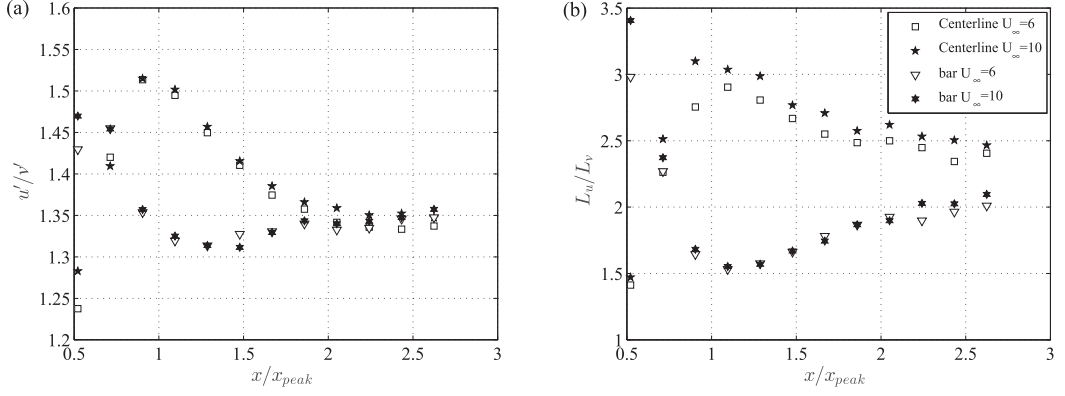 (a)
1.6
1.55
1.5
1.45
1.4
1.35
1.3
1.25
1.2
u′/v′
0.5 1 1.5 2 2.5 3
x/x_peak
(b)
3.5
3
2.5
2
1.5
1
L_u/L_v
0.5 1 1.5 2 2.5 3
x/x_peak
Centerline U_∞=6
Centerline U_∞=10
bar U_∞=6
bar U_∞=10